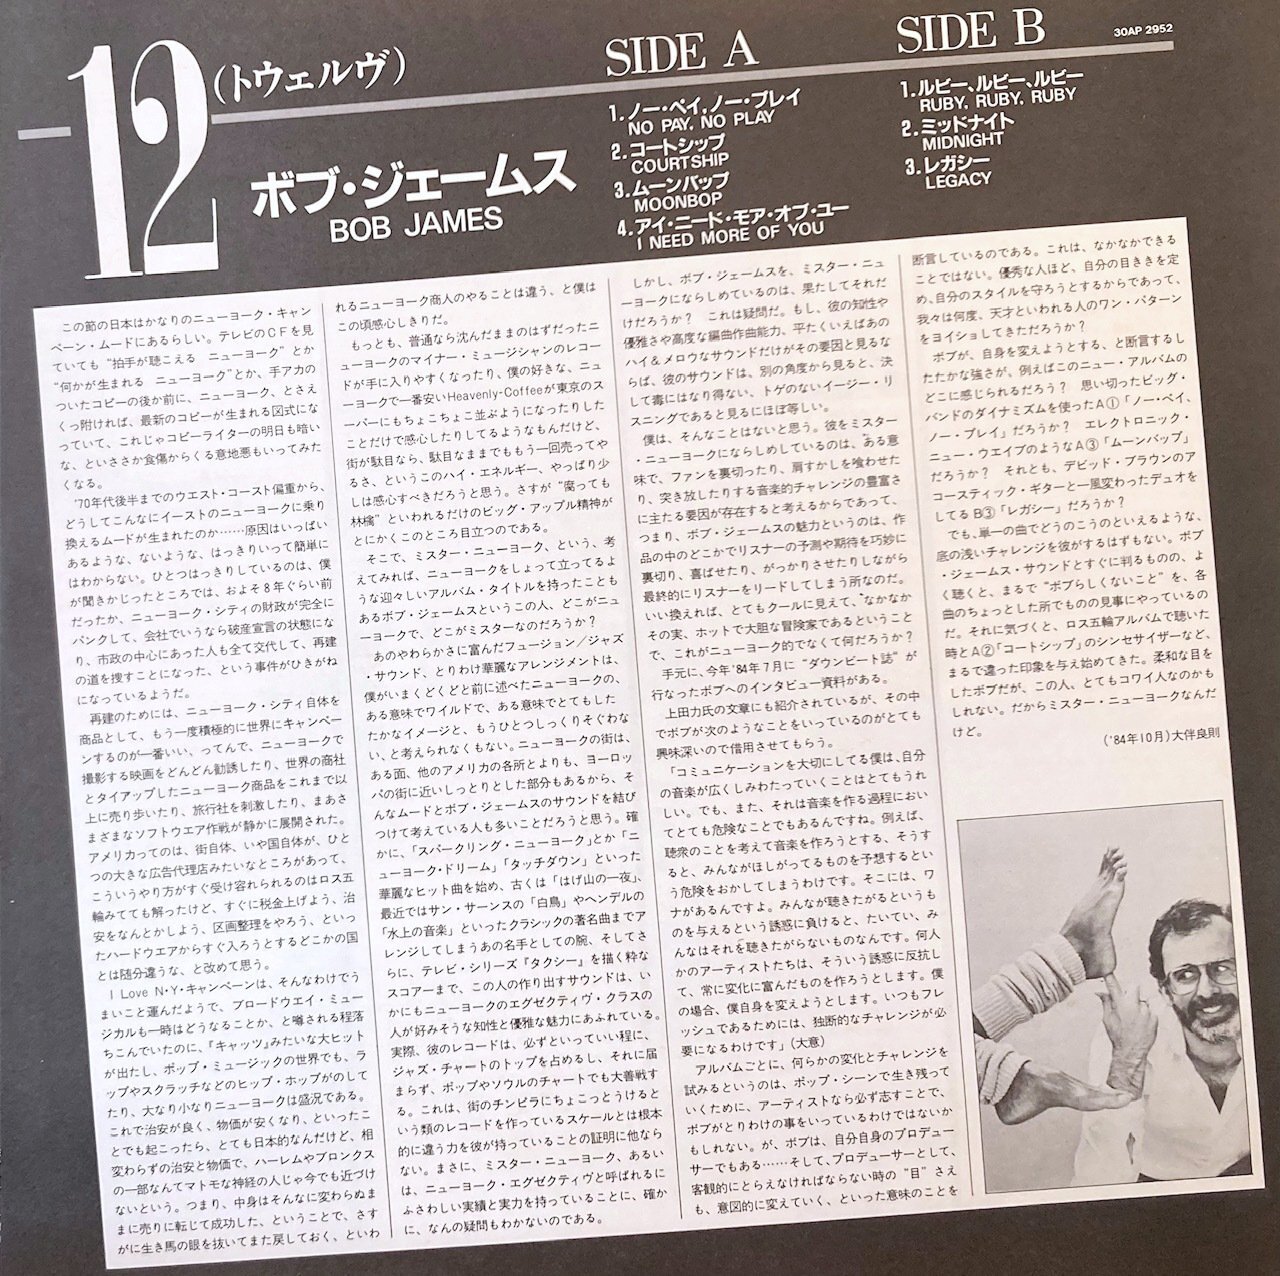 12
(トウェルヴ)
ボブ・ジェームス
BOB JAMES
SIDE A
1.ノー・ペイ,ノー・プレイ
NO PAY, NO PLAY
2.コートシップ
COURTSHIP
3.ムーンバップ
MOONBOP
4.アイ・ニード・モア・オブ・ユー
I NEED MORE OF YOU
SIDE B
30AP 2952
1.ルビー、ルビー、ルビー
RUBY, RUBY, RUBY
2.ミッドナイト
MIDNIGHT
3.レガシー
LEGACY
この節の日本はかなりのニューヨーク・キャン
ペーン・ムードにあるらしい。テレビのCFを見
ていても“拍手が聴こえる ニューヨーク”とか
“何かが生まれる ニューヨーク”とか、手アカの
ついたコピーの後か前に、ニューヨーク、とさえ
くっ附ければ、最新のコピーが生まれる図式にな
っていて、これじゃコピーライターの明日も暗い
な、といささか食傷からくる意地悪もいってみた
くなる。
'70年代後半までのウエスト・コースト偏重から、
どうしてこんなにイーストのニューヨークに乗り
換えるムードが生まれたのか……原因はいっぱい
あるような、ないような、はっきりいって簡単に
はわからない。ひとつはっきりしているのは、僕
が聞きかじったところでは、およそ8年ぐらい前
だったか、ニューヨーク・シティの財政が完全に
パンクして、会社でいうなら破産宣言の状態にな
り、市政の中心にあった人も全て交代して、再建
の道を捜すことになった、という事件がひきがね
になっているようだ。
再建のためには、ニューヨーク・シティ自体を
商品として、もう一度積極的に世界にキャンペー
ンするのが一番いい、ってんで、ニューヨークで
撮影する映画をどんどん勧誘したり、世界の商社
とタイアップしたニューヨーク商品をこれまで以
上に売り歩いたり、旅行社を刺激したり、まあさ
まざまなソフトウエア作戦が静かに展開された。
アメリカってのは、街自体、いや国自体が、ひと
つの大きな広告代理店みたいなところがあって、
こういうやり方がすぐ受け容れられるのはロス五
輪みてても解ったけど、すぐに税金上げよう、治
安をなんとかしよう、区画整理をやろう、といっ
たハードウエアからすぐ入ろうとするどこかの国
とは随分違うな、と改めて思う。
I Love N・Y・キャンペーンは、そんなわけでう
まいこと運んだようで、ブロードウエイ・ミュー
ジカルも一時はどうなることか、と噂される程落
ちこんでいたのに、『キャッツ』みたいな大ヒット
が出たし、ポップ・ミュージックの世界でも、ラ
ップやスクラッチなどのヒップ・ホップがのして
たり、大なり小なりニューヨークは盛況である。
これで治安が良く、物価が安くなり、といったこ
とでも起こったら、とても日本的なんだけど、相
変わらずの治安と物価で、ハーレムやブロンクス
の一部なんてマトモな神経の人じゃ今でも近づけ
ないという。つまり、中身はそんなに変わらぬま
まに売りに転じて成功した、ということで、さす
がに生き馬の眼を抜いてまた戻しておく、といわ
れるニューヨーク商人のやることは違う、と僕は
この頃感心しきりだ。
もっとも、普通なら沈んだままのはずだったニ
ューヨークのマイナー・ミュージシャンのレコー
ドが手に入りやすくなったり、僕の好きな、ニュ
ーヨークで一番安いHeavenly-Coffeeが東京のス
ーパーにもちょこちょこ並ぶようになったりした
ことだけで感心したりしてるようなもんだけど、
街が駄目なら、駄目なままでももう一回売ってや
るさ、というこのハイ・エネルギー、やっぱり少
しは感心すべきだろうと思う。さすが“腐っても
林檎”といわれるだけのビッグ・アップル精神が
とにかくこのところ目立つのである。
そこで、ミスター・ニューヨーク、という、考
えてみれば、ニューヨークをしょって立ってるよ
うな迎々しいアルバム・タイトルを持ったことも
あるボブ・ジェームスというこの人、どこがニュ
ーヨークで、どこがミスターなのだろうか?
あのやわらかさに富んだフュージョン/ジャズ
・サウンド、とりわけ華麗なアレンジメントは、
僕がいまくどくどと前に述べたニューヨークの、
ある意味でワイルドで、ある意味でとてもした
たかなイメージと、もうひとつしっくりそぐわな
い、と考えられなくもない。ニューヨークの街は、
ある面、他のアメリカの各所とよりも、ヨーロッ
パの街に近いしっとりとした部分もあるから、そ
んなムードとボブ・ジェームスのサウンドを結び
つけて考えている人も多いことだろうと思う。確
かに、「スパークリング・ニューヨーク」とか「ニ
ューヨーク・ドリーム」「タッチダウン」といった
華麗なヒット曲を始め、古くは「はげ山の一夜」、
最近ではサン・サーンスの「白鳥」やヘンデルの
「水上の音楽」といったクラシックの著名曲までア
レンジしてしまうあの名手としての腕、そしてさ
らに、テレビ・シリーズ『タクシー』を描く粋な
スコアーまで、この人の作り出すサウンドは、い
かにもニューヨークのエグゼクティヴ・クラスの
人が好みそうな知性と優雅な魅力にあふれている。
実際、彼のレコードは、必ずといっていい程に、
ジャズ・チャートのトップを占めるし、それに届
まらず、ポップやソウルのチャートでも大善戦す
る。これは、街のチンピラにちょこっとうけると
いう類のレコードを作っているスケールとは根本
的に違う力を彼が持っていることの証明に他なら
ない。まさに、ミスター・ニューヨーク、あるい
は、ニューヨーク・エグゼクティヴと呼ばれるに
ふさわしい実績と実力を持っていることに、確か
に、なんの疑問もわかないのである。
しかし、ボブ・ジェームスを、ミスター・ニュ
ーヨークにならしめているのは、果たしてそれだ
けだろうか? これは疑問だ。もし、彼の知性や
優雅さや高度な編曲作曲能力、平たくいえばあの
ハイ&メロウなサウンドだけがその要因と見るな
らば、彼のサウンドは、別の角度から見ると、決
して毒にはなり得ない、トゲのないイージー・リ
スニングであると見るにほぼ等しい。
僕は、そんなことはないと思う。彼をミスター
・ニューヨークにならしめているのは、ある意
味で、ファンを裏切ったり、肩すかしを喰わせた
り、突き放したりする音楽的チャレンジの豊富さ
に主たる要因が存在すると考えるからであって、
つまり、ボブ・ジェームスの魅力というのは、作
品の中のどこかでリスナーの予測や期待を巧妙に
裏切り、喜ばせたり、がっかりさせたりしながら
最終的にリスナーをリードしてしまう所なのだ。
いい換えれば、とてもクールに見えて、なかなか
その実、ホットで大胆な冒険家であるということ
で、これがニューヨーク的でなくて何だろうか?
手元に、今年'84年7月に“ダウンビート誌”が
行なったボブへのインタビュー資料がある。
上田力氏の文章にも紹介されているが、その中
でボブが次のようなことをいっているのがとても
興味深いので借用させてもらう。
「コミュニケーションを大切にしてる僕は、自分
の音楽が広くしみわたっていくことはとてもうれ
しい。でも、また、それは音楽を作る過程におい
てとても危険なことでもあるんですね。例えば、
聴衆のことを考えて音楽を作ろうとする、そうす
ると、みんながほしがってるものを予想するとい
う危険をおかしてしまうわけです。そこには、ワ
ナがあるんですよ。みんなが聴きたがるというも
のを与えるという誘惑に負けると、たいてい、み
んなはそれを聴きたがらないものなんです。何人
かのアーティストたちは、そういう誘惑に反抗し
て、常に変化に富んだものを作ろうとします。僕
の場合、僕自身を変えようとします。いつもフレ
ッシュであるためには、独断的なチャレンジが必
要になるわけです」(大意)
アルバムごとに、何らかの変化とチャレンジを
試みるというのは、ポップ・シーンで生き残って
いくために、アーティストなら必ず志すことで、
ボブがとりわけの事をいっているわけではないか
もしれない。が、ボブは、自分自身のプロデュー
サーでもある……そして、プロデューサーとして、
客観的にとらえなければならない時の“目”さえ
も、意図的に変えていく、といった意味のことを
断言しているのである。これは、なかなかできる
ことではない。優秀な人ほど、自分の目ききを定
め、自分のスタイルを守ろうとするからであって、
我々は何度、天才といわれる人のワン・パターン
をヨイショしてきただろうか?
ボブが、自身を変えようとする、と断言するし
たたかな強さが、例えばこのニュー・アルバムの
どこに感じられるだろう? 思い切ったビッグ・
バンドのダイナミズムを使ったA①「ノー・ペイ、
ノー・プレイ」だろうか? エレクトロニック・
ニュー・ウエイブのようなA③「ムーンバップ」
だろうか? それとも、デビッド・ブラウンのア
コースティック・ギターと一風変わったデュオを
してるB③「レガシー」だろうか?
でも、単一の曲でどうのこうのといえるような、
底の浅いチャレンジを彼がするはずもない。ボブ
・ジェームス・サウンドとすぐに判るものの、よ
く聴くと、まるで“ボブらしくないこと”を、各
曲のちょっとした所でものの見事にやっているの
だ。それに気づくと、ロス五輪アルバムで聴いた
時とA②「コートシップ」のシンセサイザーなど、
まるで違った印象を与え始めてきた。柔和な目を
したボブだが、この人、とてもコワイ人なのかも
しれない。だからミスター・ニューヨークなんだ
けど。
('84年10月)大伴良則